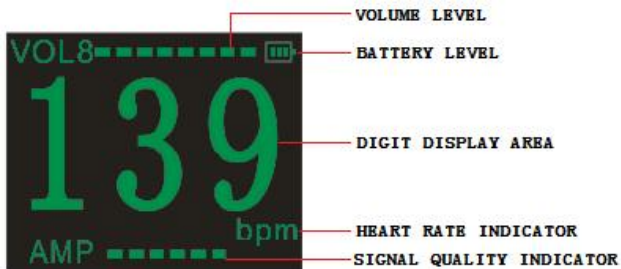 VOLUME LEVEL
VOL8
BATTERY LEVEL
139
DIGIT DISPLAY AREA
bpm
HEART RATE INDICATOR
AMP
SIGNAL QUALITY INDICATOR